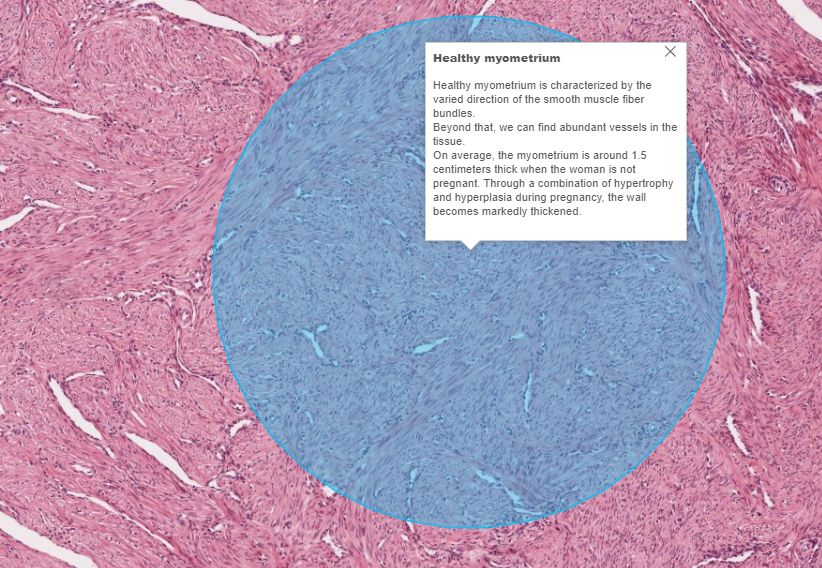 Healthy myometrium
Healthy myometrium is characterized by the
varied direction of the smooth muscle fiber
bundles.
Beyond that, we can find abundant vessels in the
tissue.
On average, the myometrium is around 1.5
centimeters thick when the woman is not
pregnant. Through a combination of hypertrophy
and hyperplasia during pregnancy, the wall
becomes markedly thickened.